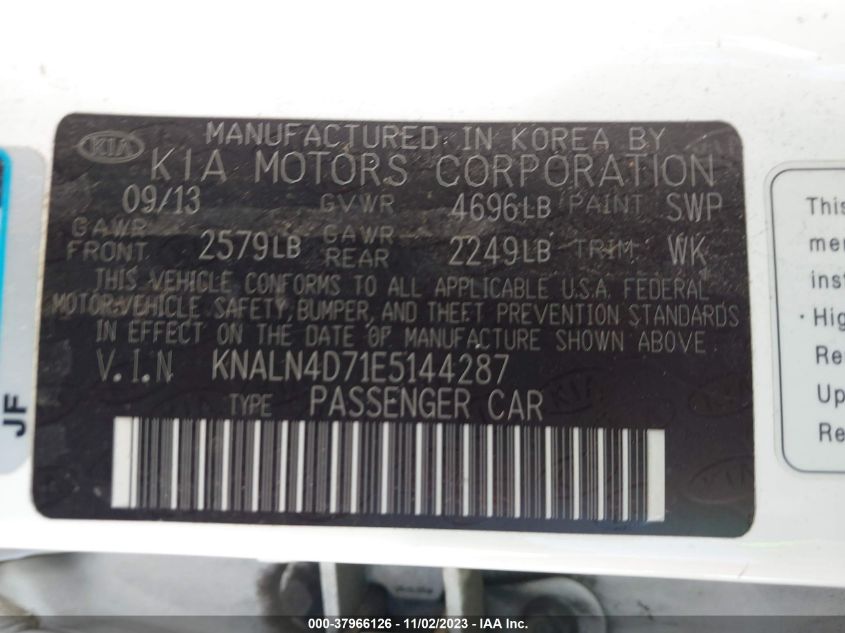 KIA
MANUFACTURED IN KOREA BY
KIA MOTORS CORPORATION
09/13 GVWR 4696LB PAINT SWP
GAWR FRONT 2579LB GAWR REAR 2249LB TRIM WK
THIS VEHICLE CONFORMS TO ALL APPLICABLE U.S.A. FEDERAL
MOTOR-VEHICLE SAFETY, BUMPER, AND THEFT PREVENTION STANDARDS
IN EFFECT ON THE DATE OF MANUFACTURE SHOWN ABOVE.
V.I.N KNALN4D71E5144287
TYPE PASSENGER CAR
JF
This
me
inst
· Hig
Re
Up
Re
000-37966126 - 11/02/2023 - IAA Inc.